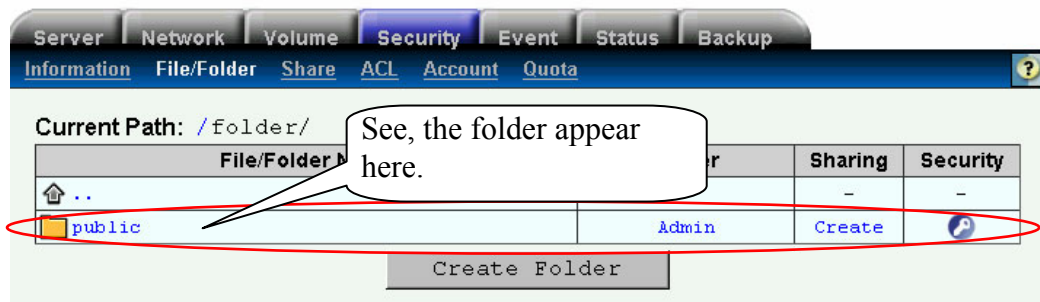 Server Network Volume Security Event Status Backup
Information File/Folder Share ACL Account Quota ?
Current Path: /folder/
See, the folder appear
here.
File/Folder Sharing Security
.. - -
public Admin Create
Create Folder